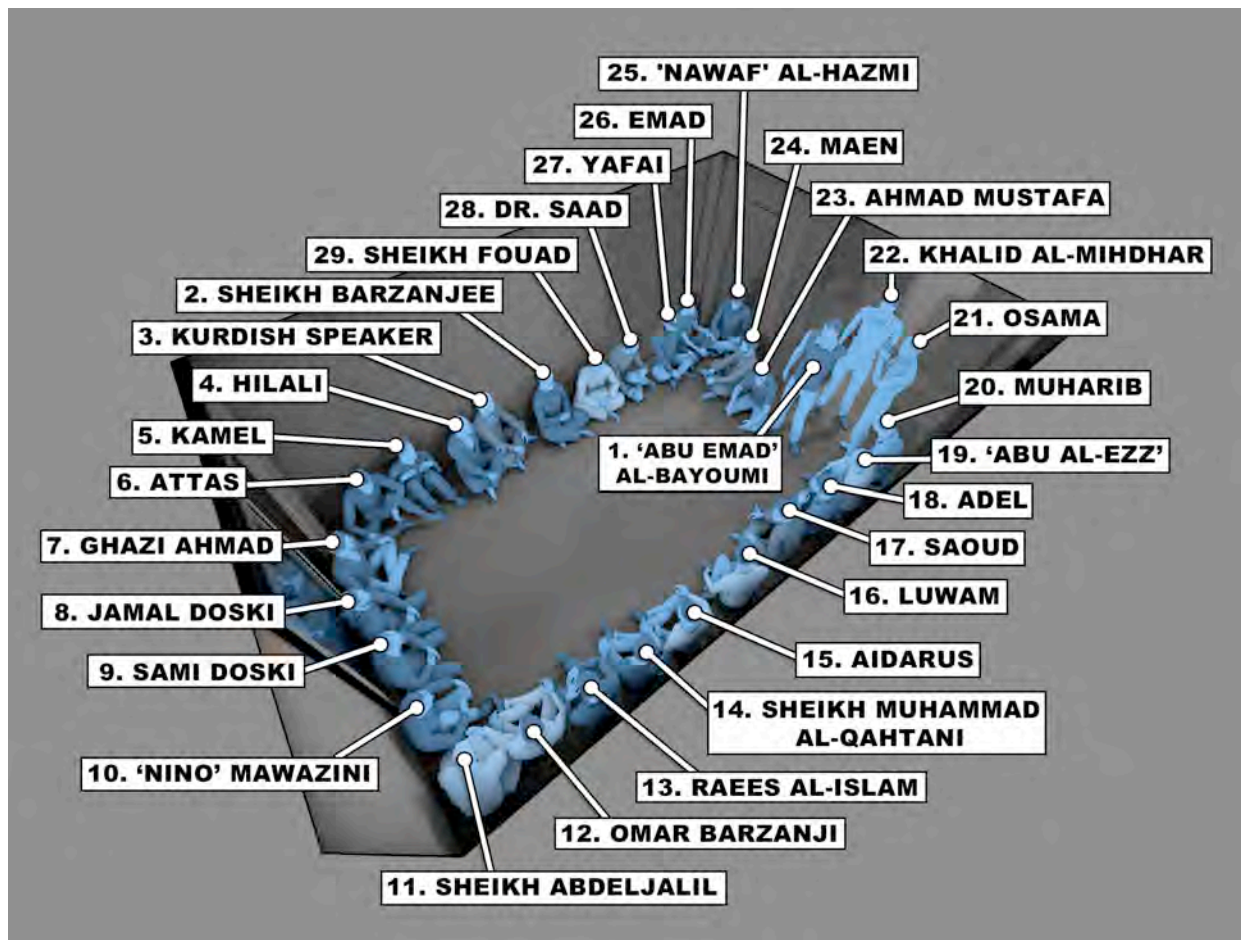 25. 'NAWAF' AL-HAZMI
26. EMAD
24. MAEN
27. YAFAI
23. AHMAD MUSTAFA
28. DR. SAAD
22. KHALID AL-MIHDHAR
29. SHEIKH FOUAD
2. SHEIKH BARZANJEE
21. OSAMA
3. KURDISH SPEAKER
4. HILALI
20. MUHARIB
5. KAMEL
1. ‘ABU EMAD’
AL-BAYOUMI
19. ‘ABU AL-EZZ’
6. ATTAS
18. ADEL
7. GHAZI AHMAD
17. SAOUD
16. LUWAM
8. JAMAL DOSKI
15. AIDARUS
9. SAMI DOSKI
14. SHEIKH MUHAMMAD
AL-QAHTANI
10. ‘NINO’ MAWAZINI
13. RAEES AL-ISLAM
12. OMAR BARZANJI
11. SHEIKH ABDELJALIL